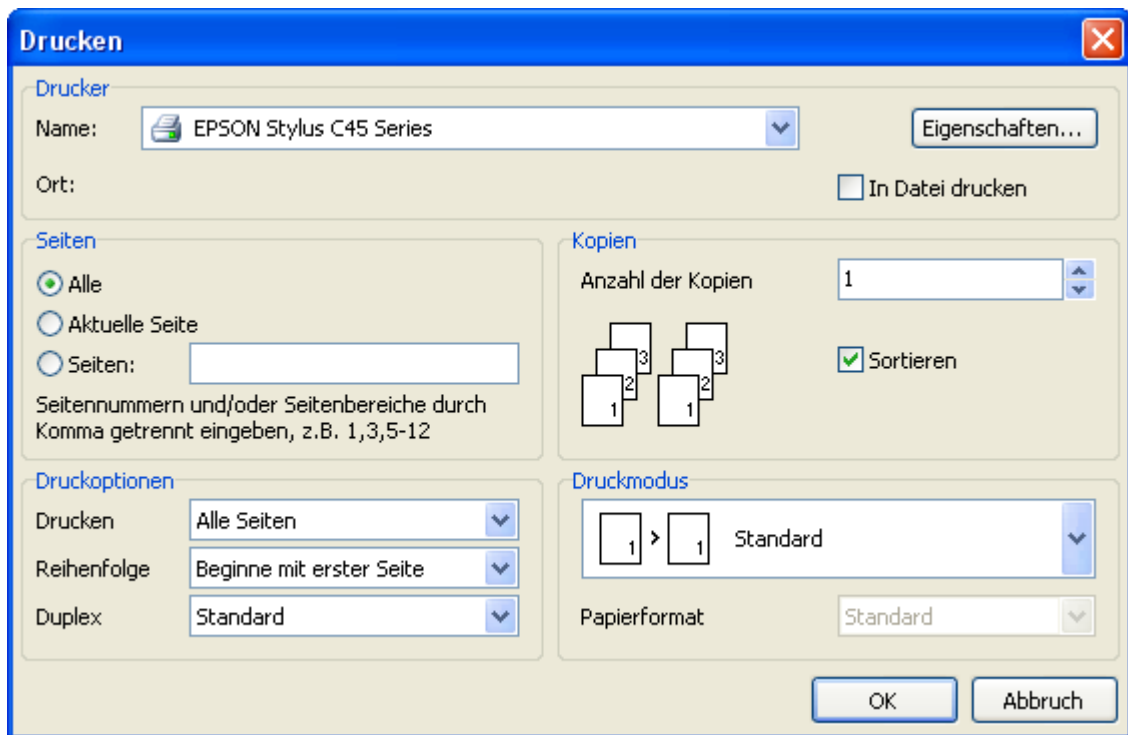 Drucken
Drucker
Name: EPSON Stylus C45 Series Eigenschaften...
Ort: In Datei drucken
Seiten
Alle
Aktuelle Seite
Seiten:
Seitennummern und/oder Seitenbereiche durch
Komma getrennt eingeben, z.B. 1,3,5-12
Kopien
Anzahl der Kopien 1
1 2 3 1 2 3 Sortieren
Druckoptionen
Drucken Alle Seiten
Reihenfolge Beginne mit erster Seite
Duplex Standard
Druckmodus
1 > 1 Standard
Papierformat Standard
OK Abbruch